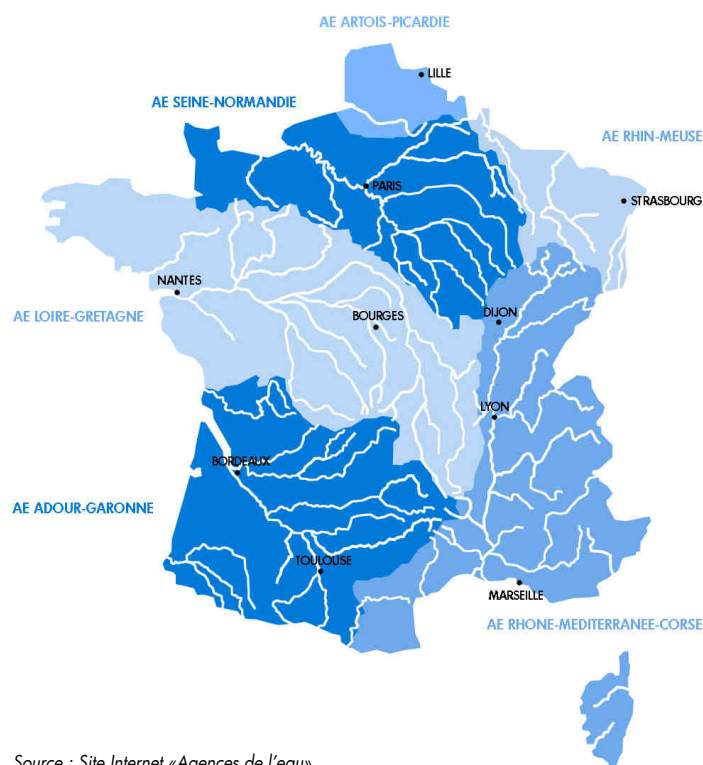 AE ARTOIS-PICARDIE
LILLE
AE SEINE-NORMANDIE
AE RHIN-MEUSE
PARIS
STRASBOURG
NANTES
AE LOIRE-GRETAGNE
BOURGES
DIJON
LYON
BORDEAUX
AE ADOUR-GARONNE
TOULOUSE
MARSEILLE
AE RHONE-MEDITERRANEE-CORSE
Source : Site Internet «Agences de l'eau»